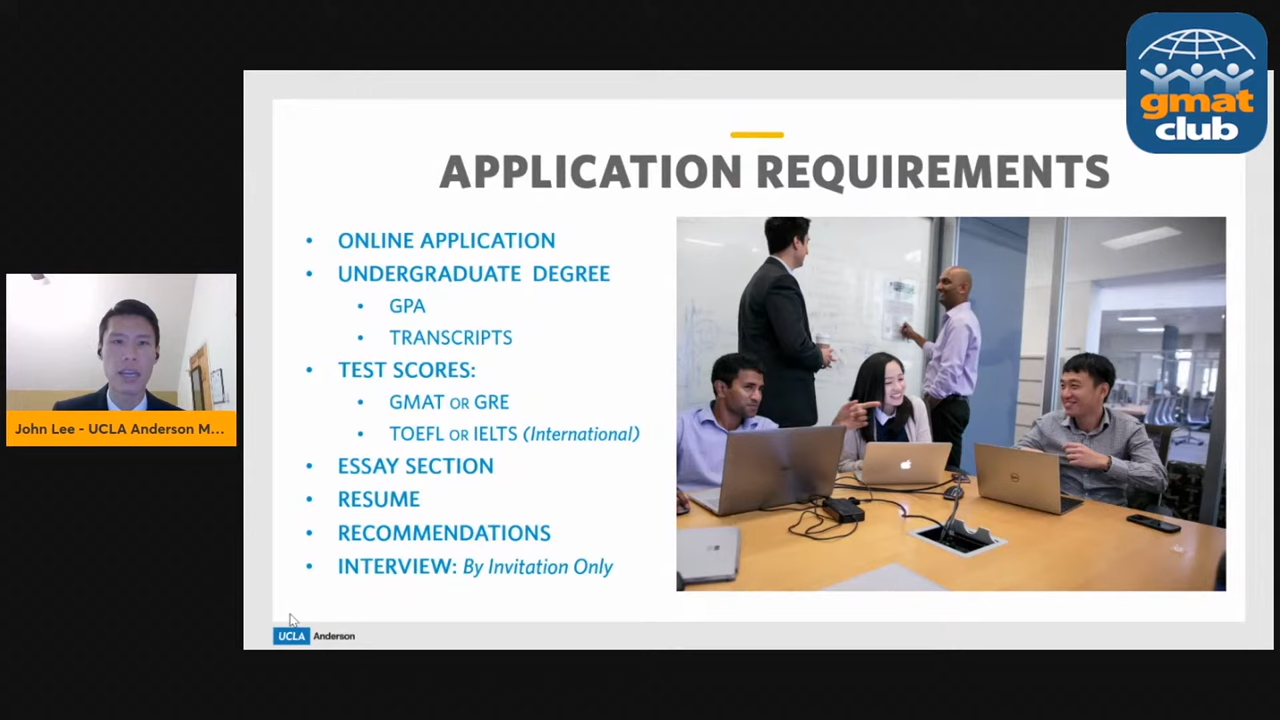 gmat
club
APPLICATION REQUIREMENTS
• ONLINE APPLICATION
• UNDERGRADUATE DEGREE
• GPA
• TRANSCRIPTS
• TEST SCORES:
• GMAT OR GRE
• TOEFL OR IELTS (International)
• ESSAY SECTION
• RESUME
• RECOMMENDATIONS
• INTERVIEW: By Invitation Only
John Lee - UCLA Anderson M...
UCLA Anderson